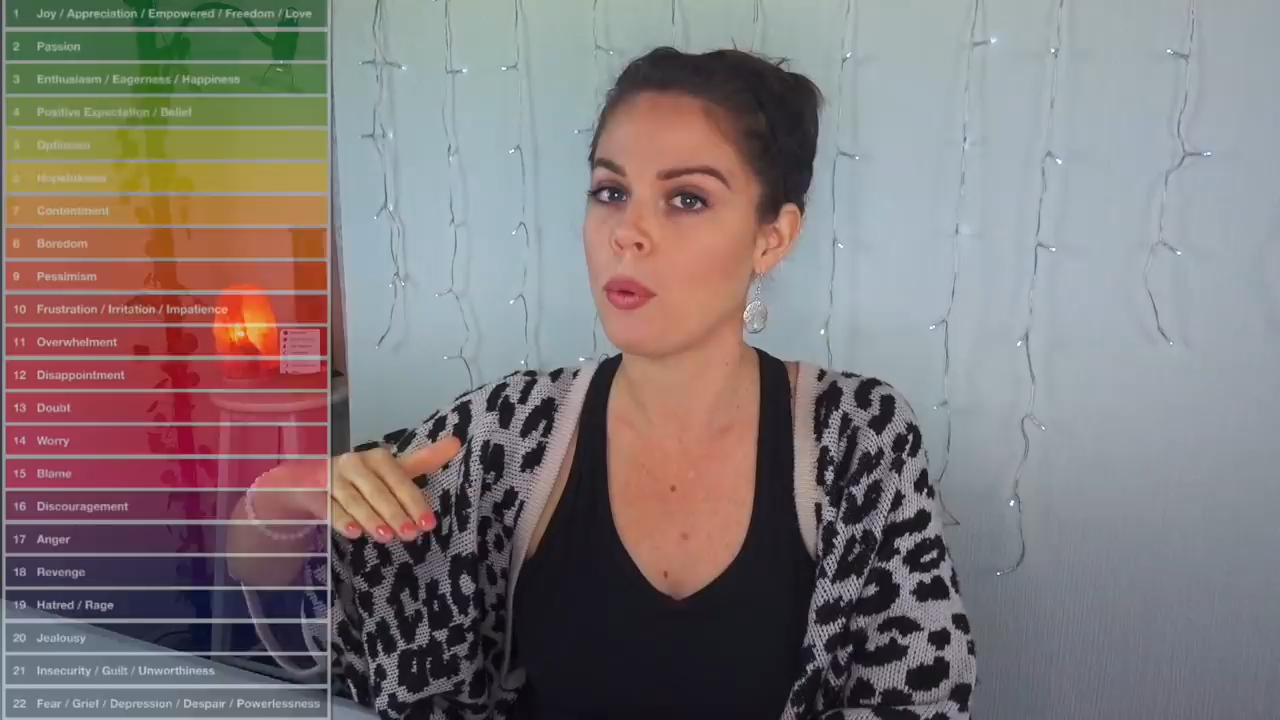 1 Joy / Appreciation / Empowered / Freedom / Love
2 Passion
3 Enthusiasm / Eagerness / Happiness
4 Positive Expectation / Belief
5 Optimism
6 Hopefulness
7 Contentment
8 Boredom
9 Pessimism
10 Frustration / Irritation / Impatience
11 Overwhelment
12 Disappointment
13 Doubt
14 Worry
15 Blame
16 Discouragement
17 Anger
18 Revenge
19 Hatred / Rage
20 Jealousy
21 Insecurity / Guilt / Unworthiness
22 Fear / Grief / Depression / Despair / Powerlessness